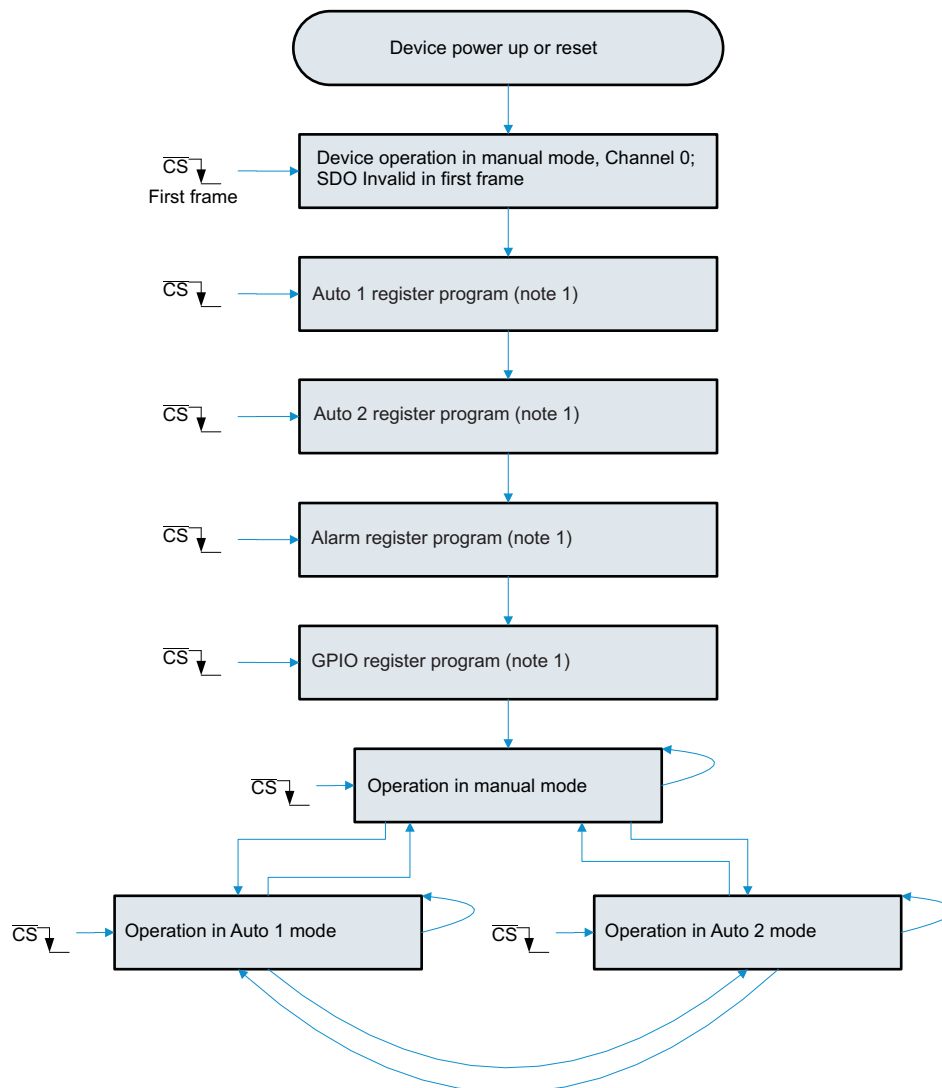 Device power up or reset
CS
First frame
Device operation in manual mode, Channel 0;
SDO Invalid in first frame
CS
Auto 1 register program (note 1)
CS
Auto 2 register program (note 1)
CS
Alarm register program (note 1)
CS
GPIO register program (note 1)
CS
Operation in manual mode
CS
Operation in Auto 1 mode
CS
Operation in Auto 2 mode